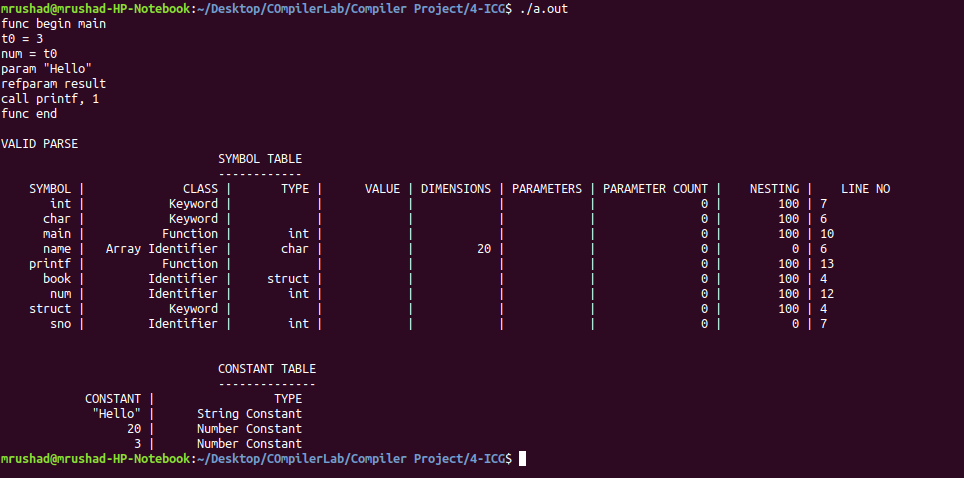 mrushad@mrushad-HP-Notebook:~/Desktop/COmpilerLab/Compiler Project/4-ICG$ ./a.out
func begin main
t0 = 3
num = t0
param "Hello"
refparam result
call printf, 1
func end
VALID PARSE
SYMBOL TABLE
------------
SYMBOL | CLASS | TYPE | VALUE | DIMENSIONS | PARAMETERS | PARAMETER COUNT | NESTING | LINE NO
int | Keyword | | | | | 0 | 100 | 7
char | Keyword | | | | | 0 | 100 | 6
main | Function | int | | | | 0 | 100 | 10
name | Array Identifier | char | | 20 | | 0 | 0 | 6
printf | Function | | | | | 0 | 100 | 13
book | Identifier | struct | | | | 0 | 100 | 4
num | Identifier | int | | | | 0 | 100 | 12
struct | Keyword | | | | | 0 | 100 | 4
sno | Identifier | int | | | | 0 | 0 | 7
CONSTANT TABLE
--------------
CONSTANT | TYPE
"Hello" | String Constant
20 | Number Constant
3 | Number Constant
mrushad@mrushad-HP-Notebook:~/Desktop/COmpilerLab/Compiler Project/4-ICG$